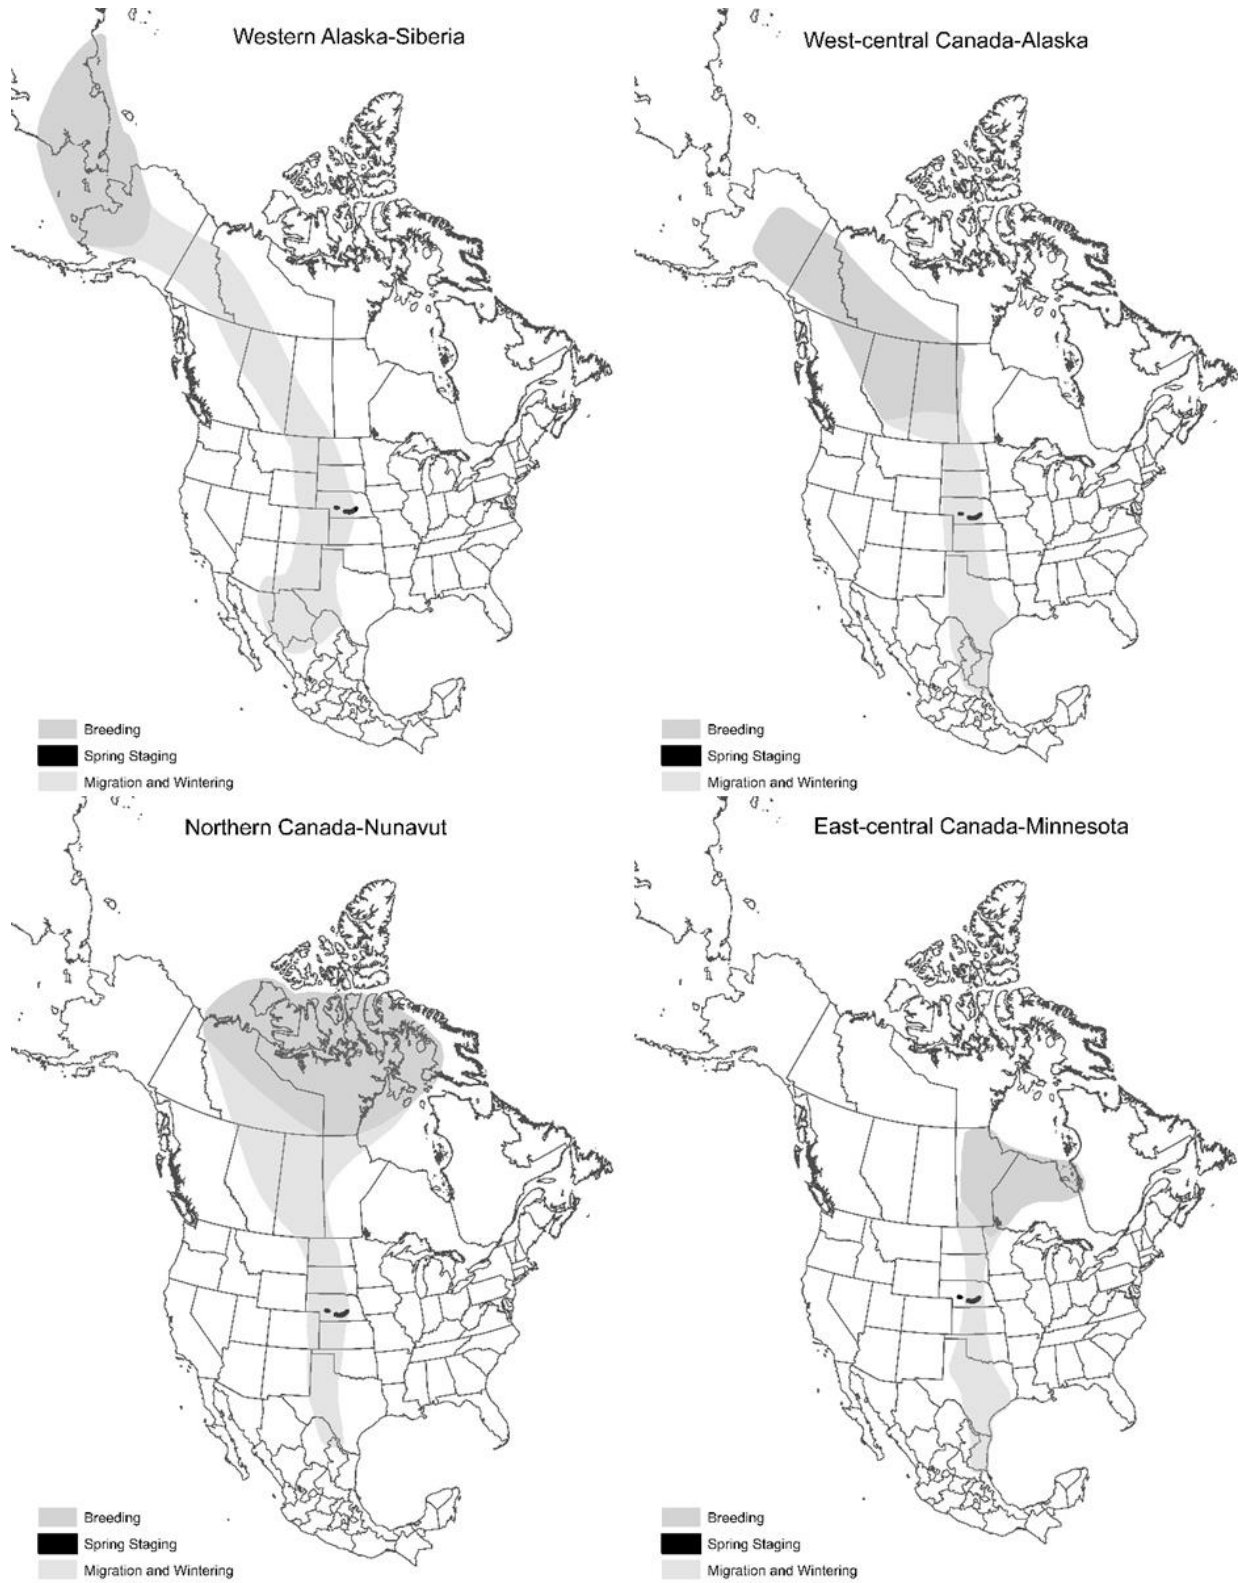 Western Alaska-Siberia
West-central Canada-Alaska
Breeding
Spring Staging
Migration and Wintering
Breeding
Spring Staging
Migration and Wintering
Northern Canada-Nunavut
East-central Canada-Minnesota
Breeding
Spring Staging
Migration and Wintering
Breeding
Spring Staging
Migration and Wintering